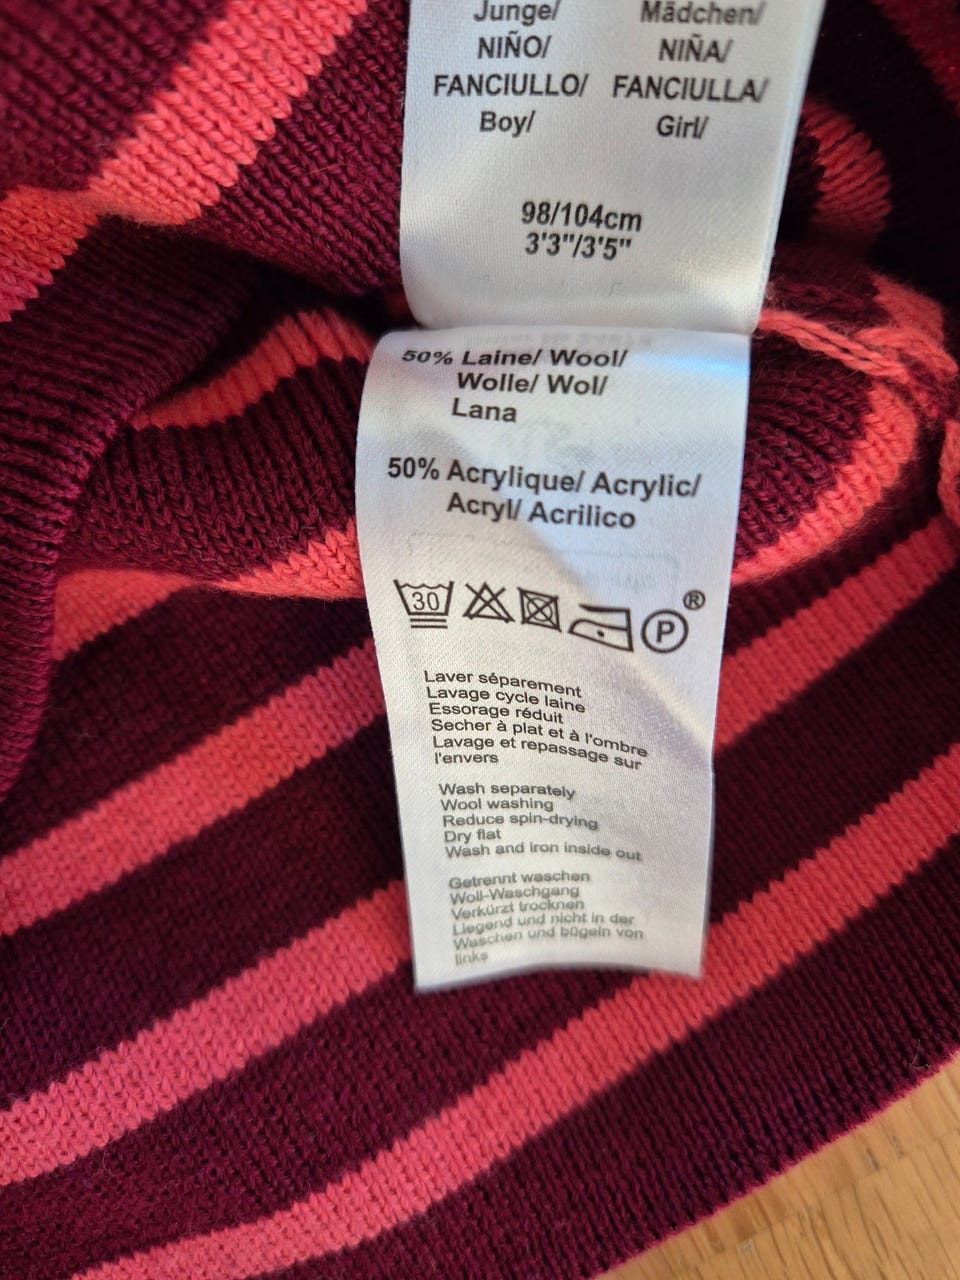 Junge/ Mädchen/
NIÑO/ NIÑA/
FANCIULLO/ FANCIULLA/
Boy/ Girl/
98/104cm
3'3"/3'5"
50% Laine/ Wool/
Wolle/ Wol/
Lana
50% Acrylique/ Acrylic/
Acryl/ Acrilico
30 P ®
Laver séparement
Lavage cycle laine
Essorage réduit
Secher à plat et à l'ombre
Lavage et repassage sur
l'envers
Wash separately
Wool washing
Reduce spin-drying
Dry flat
Wash and iron inside out
Getrennt waschen
Woll-Waschgang
Verkürzt trocknen
Liegend und nicht in der
Waschen und bügeln von
links